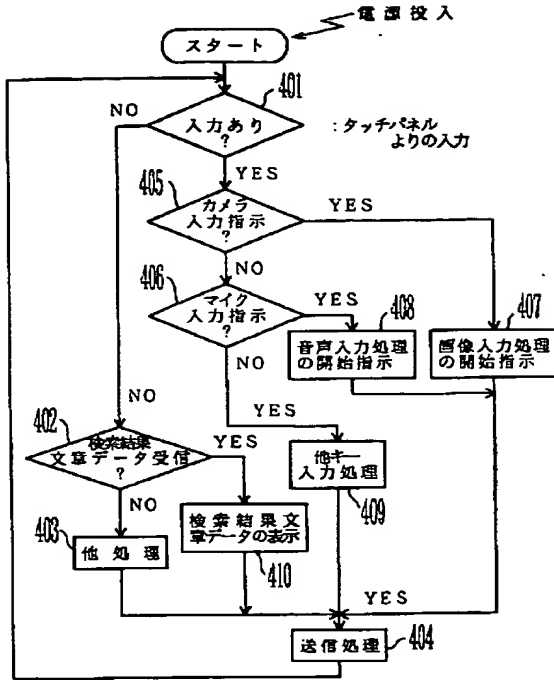 電源投入
スタート
401
NO
入力あり
?
:タッチパネル
よりの入力
YES
405
カメラ
入力指示
?
YES
NO
406
マイク
入力指示
?
YES
408
407
音声入力処理
の開始指示
画像入力処理
の開始指示
NO
NO
402
検索結果
文章データ受信
?
YES
YES
他キー
入力処理
409
NO
403
他処理
検索結果文
章データの表示
410
YES
送信処理
404